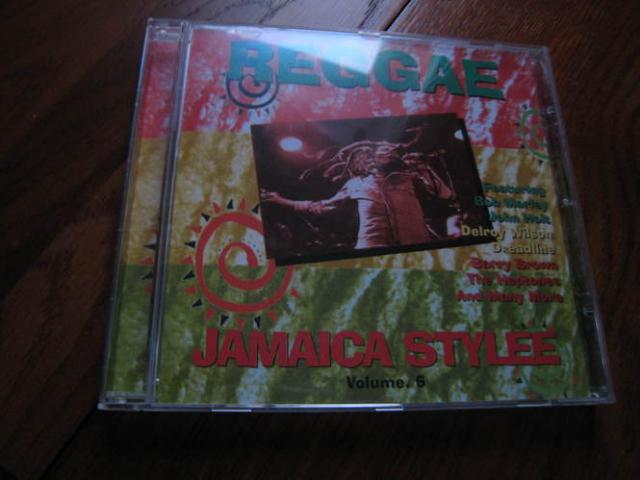 REGGAE
Featuring
Bob Marley
John Holt
Delroy Wilson
Dreadline
Barry Brown
The Heptones
And Many More
JAMAICA STYLEE
Volume. 6